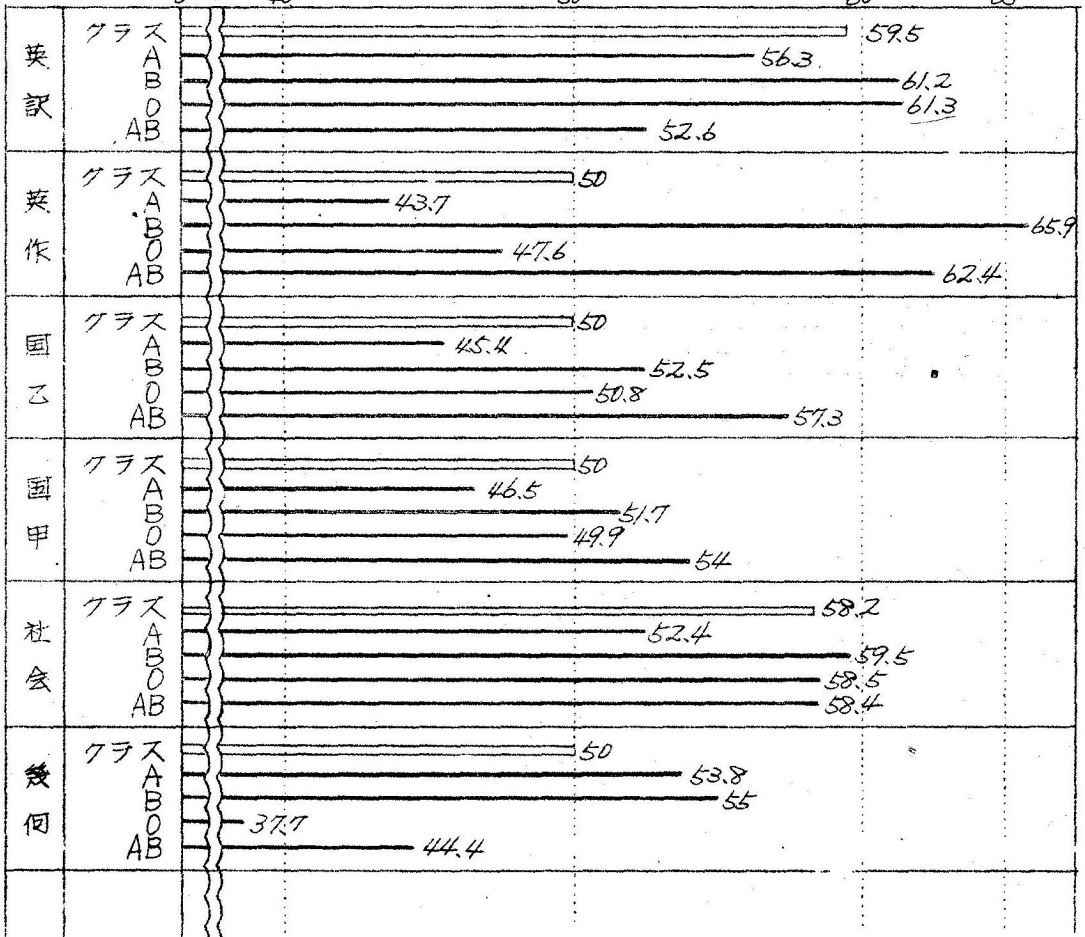 英訳
クラス 59.5
A 56.3
B 61.2
O 61.3
AB 52.6
英作
クラス 50
A 43.7
B 65.9
O 47.6
AB 62.4
国乙
クラス 50
A 45.4
B 52.5
O 50.8
AB 57.3
国甲
クラス 50
A 46.5
B 51.7
O 49.9
AB 54
社会
クラス 58.2
A 52.4
B 59.5
O 58.5
AB 58.4
幾何
クラス 50
A 53.8
B 55
O 37.7
AB 44.4